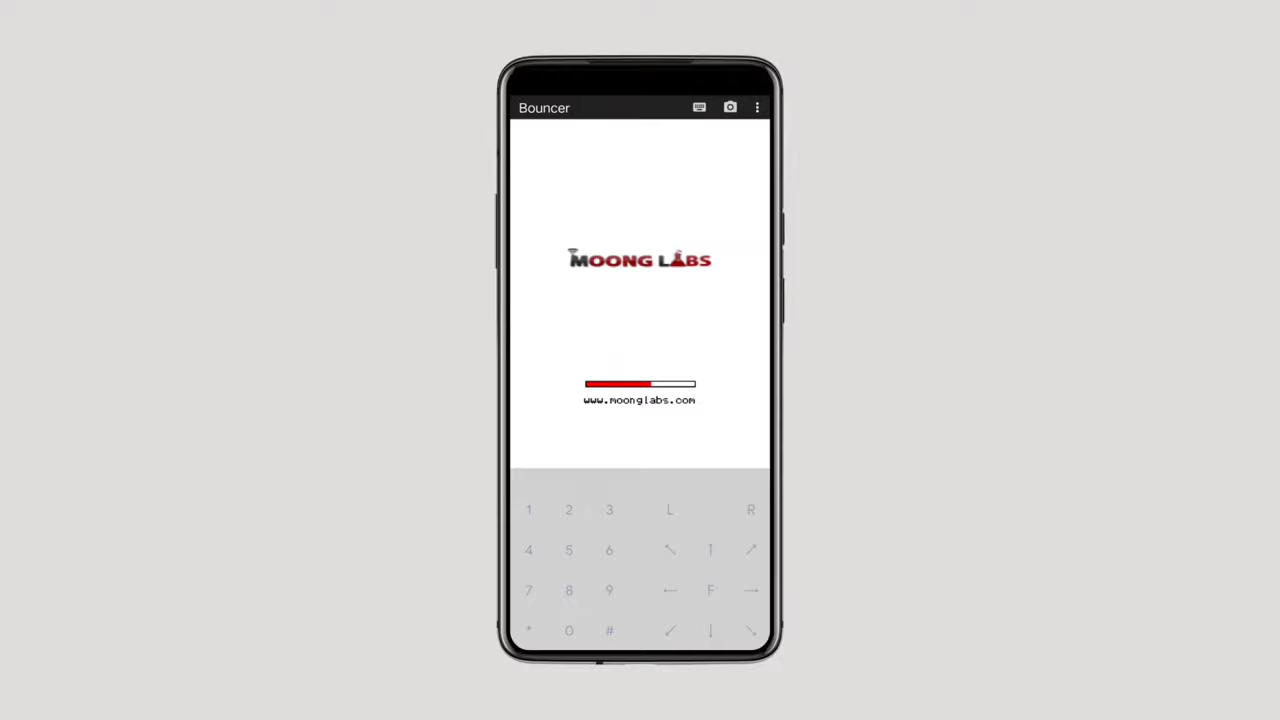 Bouncer
MOONG LABS
www.moonglabs.com
1 2 3 L R
4 5 6 ↖ ↑ ↗
7 8 9 ← F →
* 0 # ↙ ↓ ↘